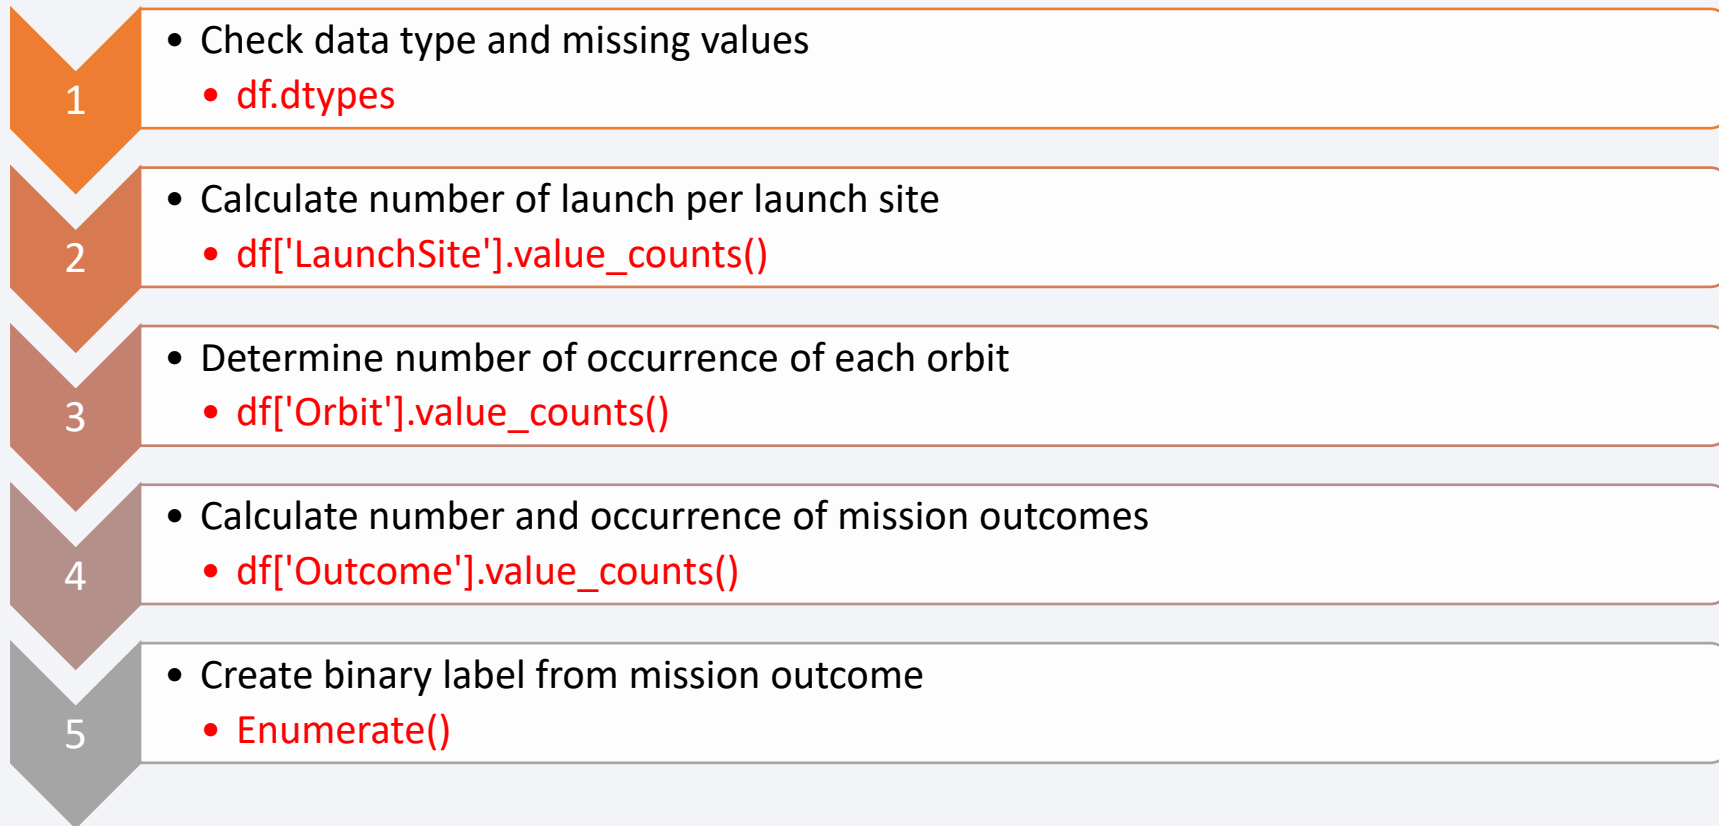 1
• Check data type and missing values
• df.dtypes
2
• Calculate number of launch per launch site
• df['LaunchSite'].value_counts()
3
• Determine number of occurrence of each orbit
• df['Orbit'].value_counts()
4
• Calculate number and occurrence of mission outcomes
• df['Outcome'].value_counts()
5
• Create binary label from mission outcome
• Enumerate()